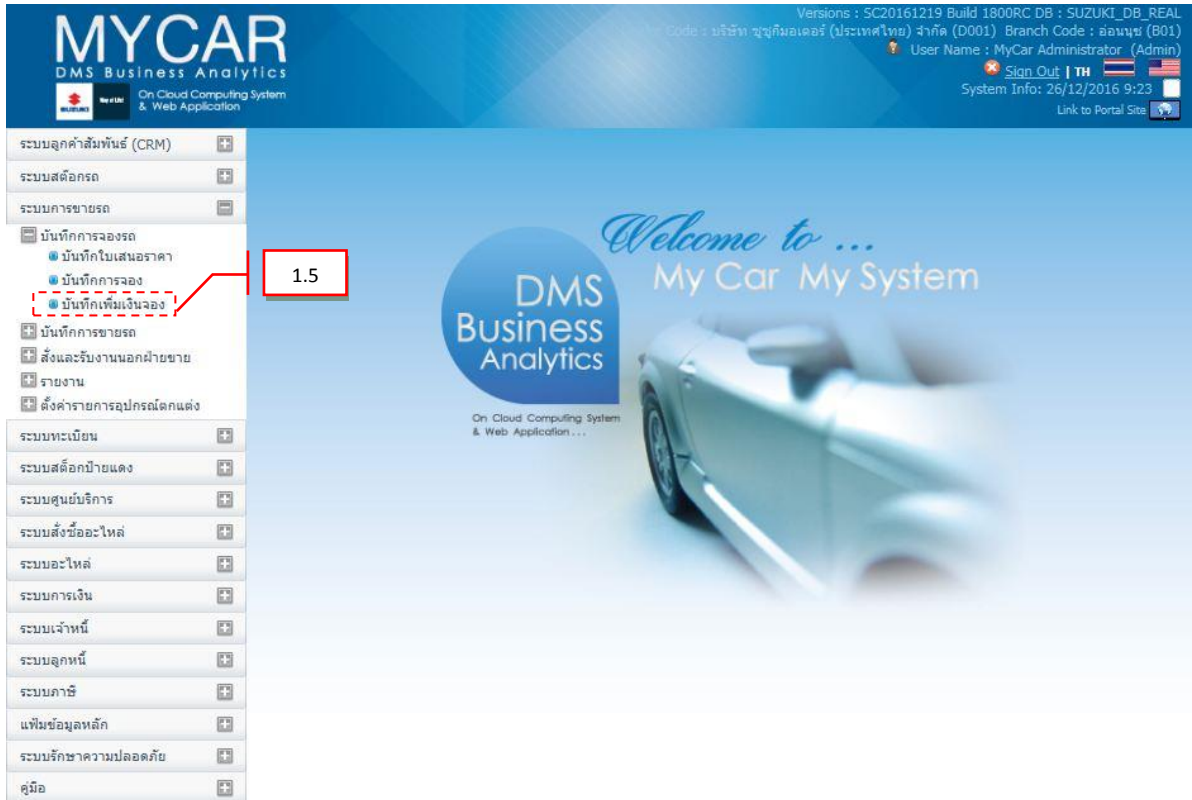 MYCAR
DMS Business Analytics
On Cloud Computing System
& Web Application
SUZUKI
Way of Life!
Versions : SC20161219 Build 1800RC DB : SUZUKI_DB_REAL
Code : บริษัท ซูซูกิมอเตอร์ (ประเทศไทย) จำกัด (D001) Branch Code : อ่อนนุช (B01)
User Name : MyCar Administrator (Admin)
Sign Out | TH
System Info: 26/12/2016 9:23
Link to Portal Site
ระบบลูกค้าสัมพันธ์ (CRM)
ระบบสต๊อกรถ
ระบบการขายรถ
บันทึกการจองรถ
บันทึกใบเสนอราคา
บันทึกการจอง
บันทึกเพิ่มเงินจอง
1.5
บันทึกการขายรถ
สั่งและรับงานนอกฝ่ายขาย
รายงาน
ตั้งค่ารายการอุปกรณ์ตกแต่ง
ระบบทะเบียน
ระบบสต็อกป้ายแดง
ระบบศูนย์บริการ
ระบบสั่งซื้ออะไหล่
ระบบอะไหล่
ระบบการเงิน
ระบบเจ้าหนี้
ระบบลูกหนี้
ระบบภาษี
แฟ้มข้อมูลหลัก
ระบบรักษาความปลอดภัย
คู่มือ
Welcome to ...
My Car My System
DMS
Business
Analytics
On Cloud Computing System
& Web Application...